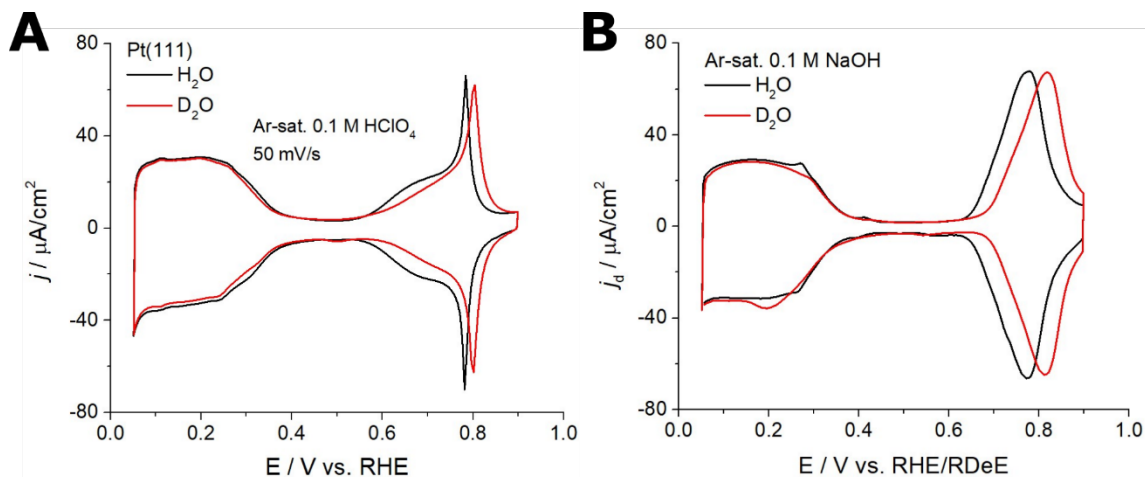 A
80
40
0
-40
-80
j / μA/cm²
Pt(111)
H₂O
D₂O
Ar-sat. 0.1 M HClO₄
50 mV/s
0.0 0.2 0.4 0.6 0.8 1.0
E / V vs. RHE
B
80
40
0
-40
-80
j_d / μA/cm²
Ar-sat. 0.1 M NaOH
H₂O
D₂O
0.0 0.2 0.4 0.6 0.8 1.0
E / V vs. RHE/RDeE